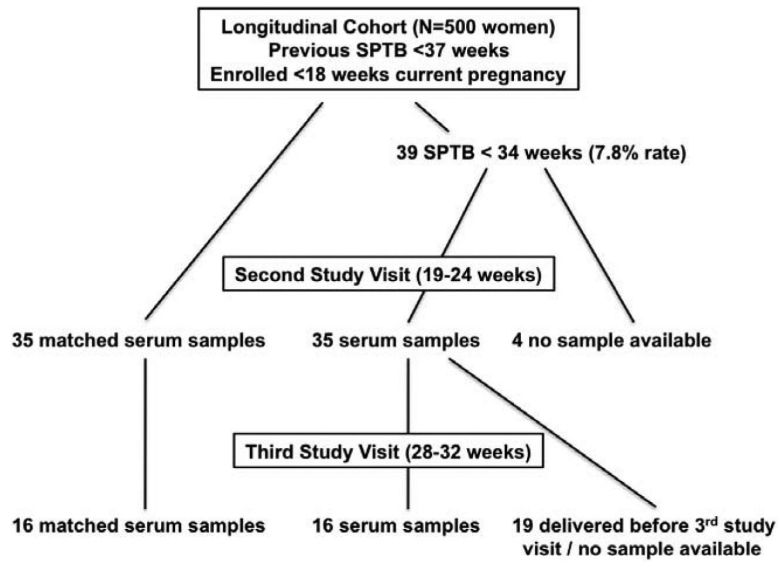 Longitudinal Cohort (N=500 women)
Previous SPTB <37 weeks
Enrolled <18 weeks current pregnancy
39 SPTB < 34 weeks (7.8% rate)
Second Study Visit (19-24 weeks)
35 matched serum samples
35 serum samples
4 no sample available
Third Study Visit (28-32 weeks)
16 matched serum samples
16 serum samples
19 delivered before 3rd study
visit / no sample available